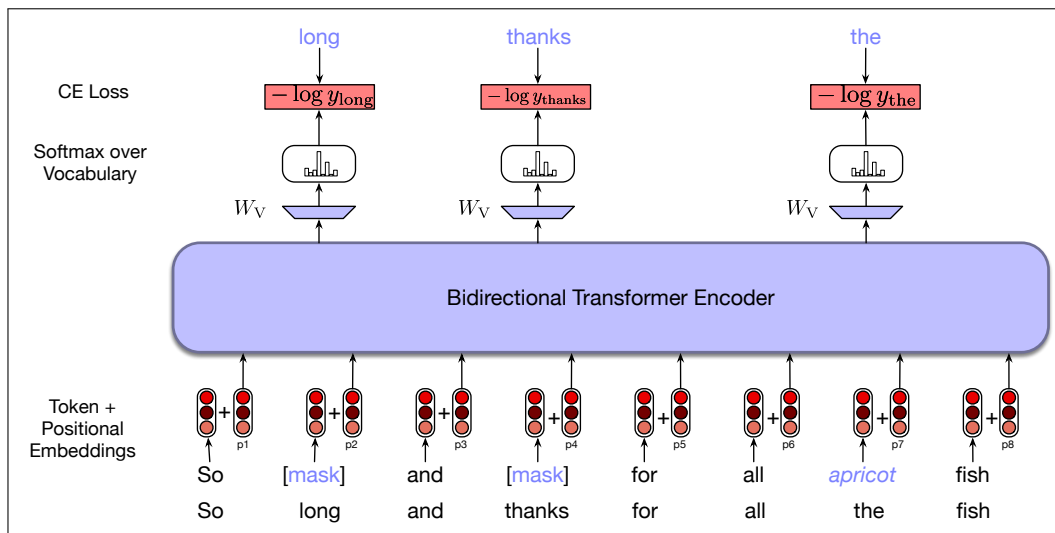 long thanks the
CE Loss − log y_long − log y_thanks − log y_the
Softmax over
Vocabulary
W_V W_V W_V
Bidirectional Transformer Encoder
Token +
Positional
Embeddings
+ + + + + + + +
p1 p2 p3 p4 p5 p6 p7 p8
So [mask] and [mask] for all apricot fish
So long and thanks for all the fish